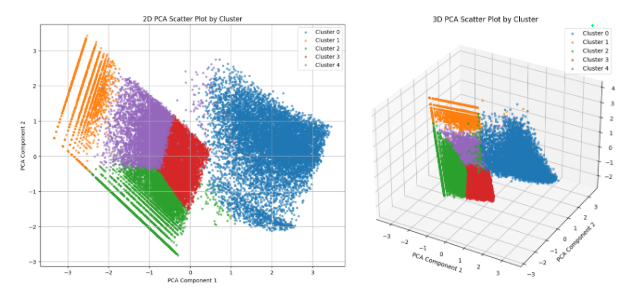 2D PCA Scatter Plot by Cluster
Cluster 0
Cluster 1
Cluster 2
Cluster 3
Cluster 4
3
2
1
0
−1
−2
−3
PCA Component 2
−3
−2
−1
0
1
2
3
PCA Component 1
3D PCA Scatter Plot by Cluster
Cluster 0
Cluster 1
Cluster 2
Cluster 3
Cluster 4
4
3
2
1
0
−1
−2
−3
−2
−1
0
1
2
3
PCA Component 1
−3
−2
−1
0
1
2
3
PCA Component 2